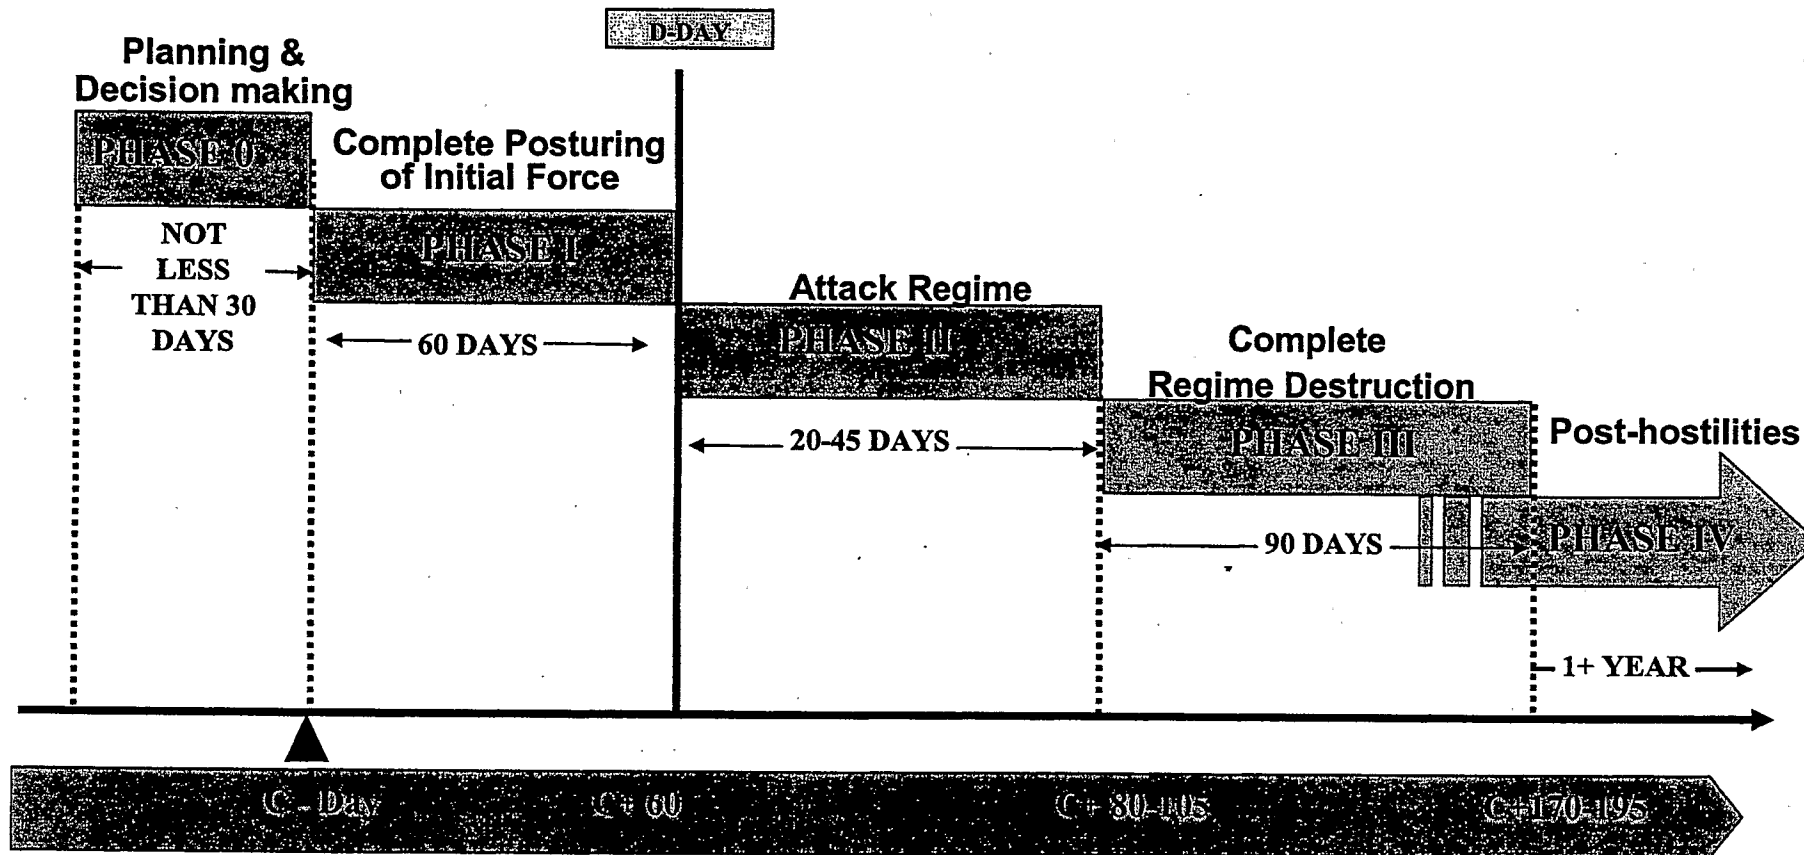 D-DAY
Planning &
Decision making
PHASE 0
Complete Posturing
of Initial Force
NOT
LESS
THAN 30
DAYS
PHASE I
60 DAYS
Attack Regime
PHASE II
20-45 DAYS
Complete
Regime Destruction
PHASE III
90 DAYS
Post-hostilities
PHASE IV
1+ YEAR
C - Day
C+ 60
C+ 80-105
C+170-195